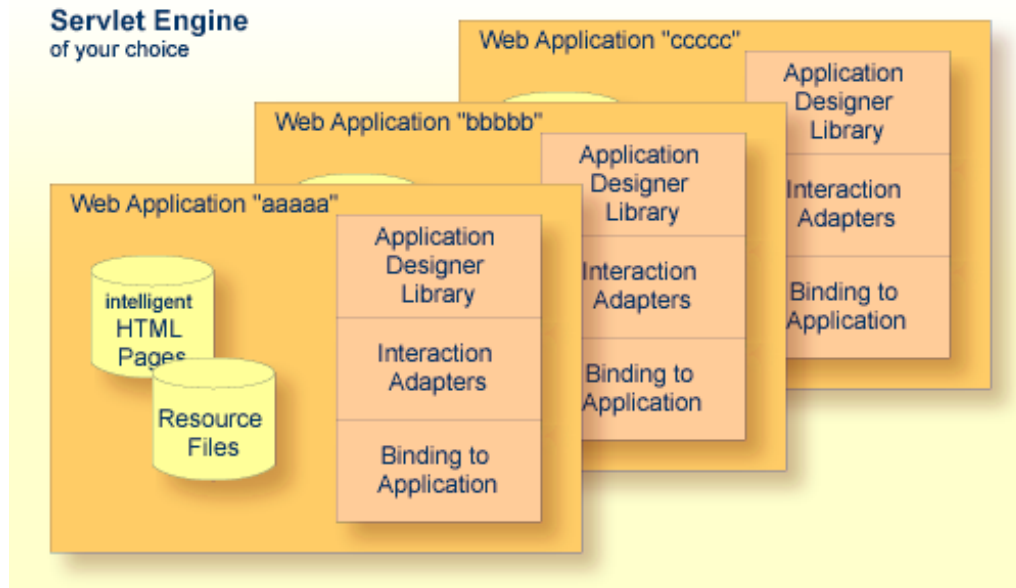 Servlet Engine
of your choice
Web Application "ccccc"
Application
Designer
Library
Interaction
Adapters
Binding to
Application
Web Application "bbbbb"
Application
Designer
Library
Interaction
Adapters
Binding to
Application
Web Application "aaaaa"
intelligent
HTML
Pages
Resource
Files
Application
Designer
Library
Interaction
Adapters
Binding to
Application